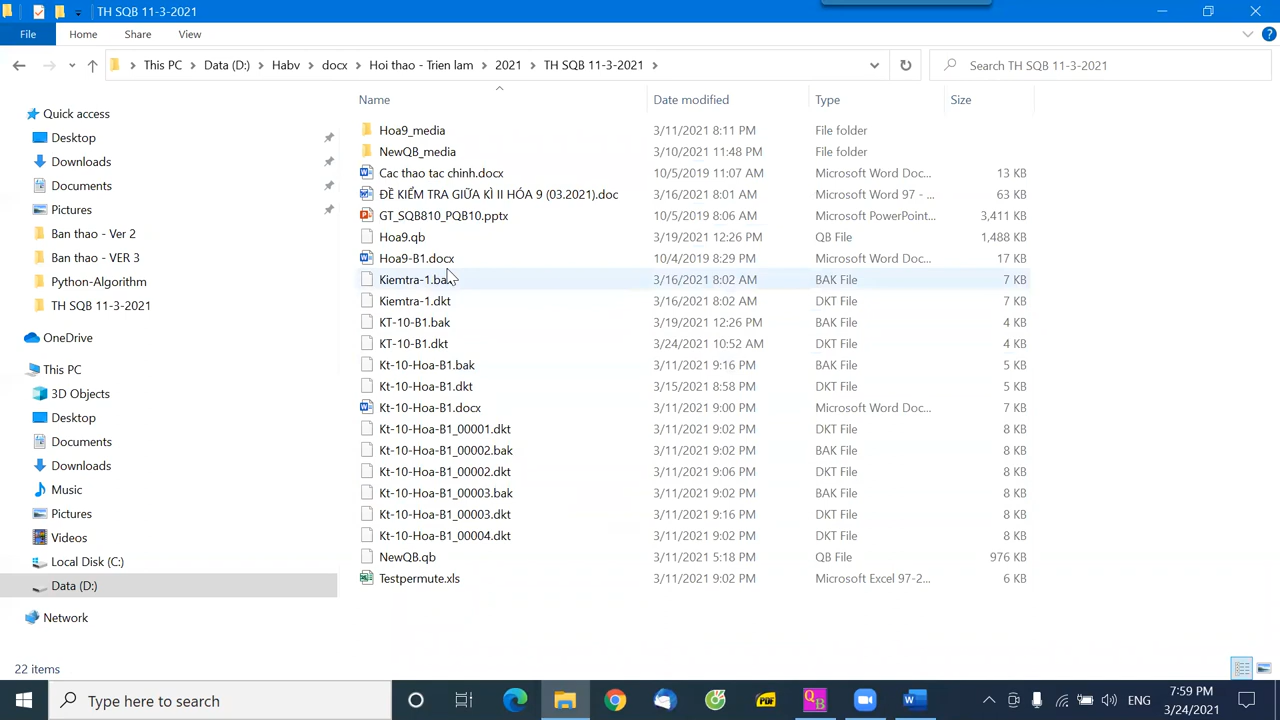 TH SQB 11-3-2021
File Home Share View
This PC > Data (D:) > Habv > docx > Hoi thao - Trien lam > 2021 > TH SQB 11-3-2021 > Search TH SQB 11-3-2021
Name Date modified Type Size
Quick access
Desktop
Downloads
Documents
Pictures
Ban thao - Ver 2
Ban thao - VER 3
Python-Algorithm
TH SQB 11-3-2021
OneDrive
This PC
3D Objects
Desktop
Documents
Downloads
Music
Pictures
Videos
Local Disk (C:)
Data (D:)
Network
Hoa9_media 3/11/2021 8:11 PM File folder
NewQB_media 3/10/2021 11:48 PM File folder
Cac thao tac chinh.docx 10/5/2019 11:07 AM Microsoft Word Doc... 13 KB
ĐỀ KIỂM TRA GIỮA KÌ II HÓA 9 (03.2021).doc 3/16/2021 8:01 AM Microsoft Word 97 - ... 63 KB
GT_SQB810_PQB10.pptx 10/5/2019 8:06 AM Microsoft PowerPoint... 3,411 KB
Hoa9.qb 3/19/2021 12:26 PM QB File 1,488 KB
Hoa9-B1.docx 10/4/2019 8:29 PM Microsoft Word Doc... 17 KB
Kiemtra-1.bak 3/16/2021 8:02 AM BAK File 7 KB
Kiemtra-1.dkt 3/16/2021 8:02 AM DKT File 7 KB
KT-10-B1.bak 3/19/2021 12:26 PM BAK File 4 KB
KT-10-B1.dkt 3/24/2021 10:52 AM DKT File 4 KB
Kt-10-Hoa-B1.bak 3/11/2021 9:16 PM BAK File 5 KB
Kt-10-Hoa-B1.dkt 3/15/2021 8:58 PM DKT File 5 KB
Kt-10-Hoa-B1.docx 3/11/2021 9:00 PM Microsoft Word Doc... 7 KB
Kt-10-Hoa-B1_00001.dkt 3/11/2021 9:02 PM DKT File 8 KB
Kt-10-Hoa-B1_00002.bak 3/11/2021 9:02 PM BAK File 8 KB
Kt-10-Hoa-B1_00002.dkt 3/11/2021 9:06 PM DKT File 8 KB
Kt-10-Hoa-B1_00003.bak 3/11/2021 9:02 PM BAK File 8 KB
Kt-10-Hoa-B1_00003.dkt 3/11/2021 9:16 PM DKT File 8 KB
Kt-10-Hoa-B1_00004.dkt 3/11/2021 9:02 PM DKT File 8 KB
NewQB.qb 3/11/2021 5:18 PM QB File 976 KB
Testpermute.xls 3/11/2021 9:02 PM Microsoft Excel 97-2... 6 KB
22 items
Type here to search
PDF
QB
ENG
7:59 PM
3/24/2021